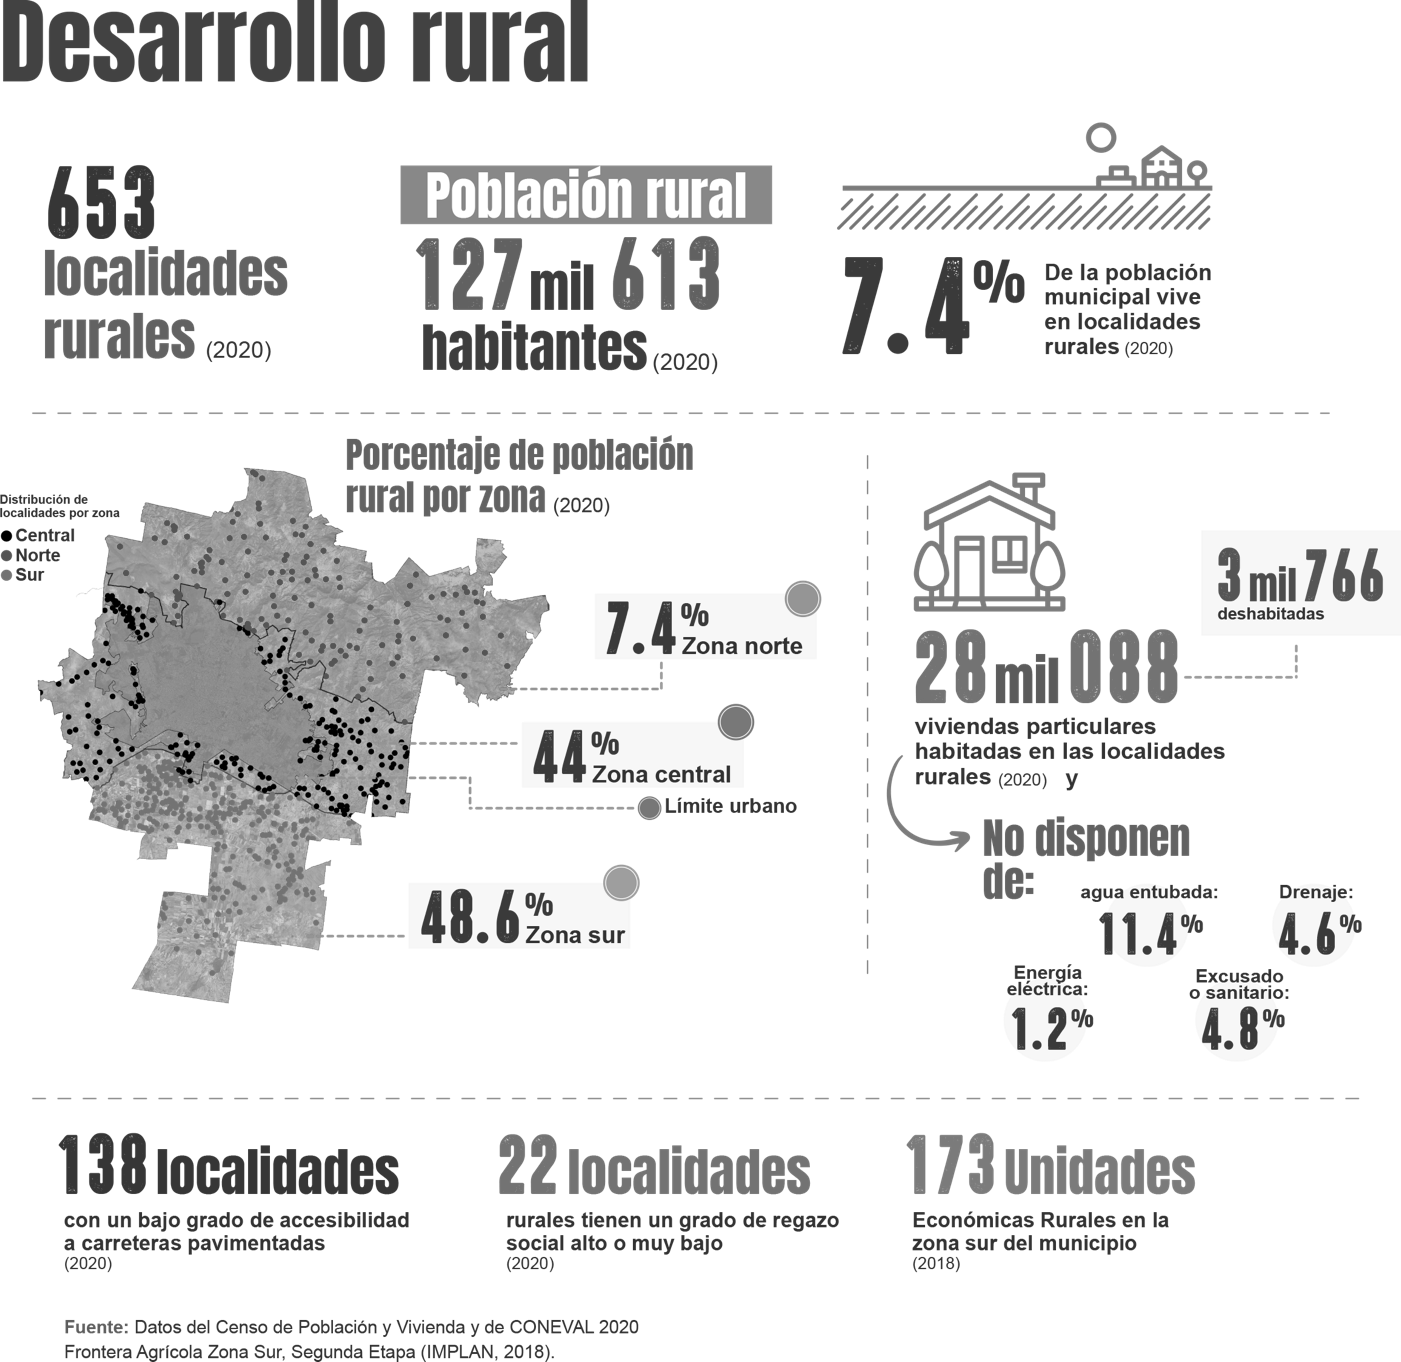 Desarrollo rural
653
localidades
rurales (2020)
Población rural
127 mil 613
habitantes (2020)
7.4%
De la población
municipal vive
en localidades
rurales (2020)
Porcentaje de población
rural por zona (2020)
Distribución de
localidades por zona
Central
Norte
Sur
7.4%
Zona norte
44%
Zona central
Límite urbano
48.6%
Zona sur
3 mil 766
deshabitadas
28 mil 088
viviendas particulares
habitadas en las localidades
rurales (2020) y
No disponen
de:
agua entubada:
11.4%
Drenaje:
4.6%
Energía
eléctrica:
1.2%
Excusado
o sanitario:
4.8%
138 localidades
con un bajo grado de accesibilidad
a carreteras pavimentadas
(2020)
22 localidades
rurales tienen un grado de regazo
social alto o muy bajo
(2020)
173 Unidades
Económicas Rurales en la
zona sur del municipio
(2018)
Fuente: Datos del Censo de Población y Vivienda y de CONEVAL 2020
Frontera Agrícola Zona Sur, Segunda Etapa (IMPLAN, 2018).